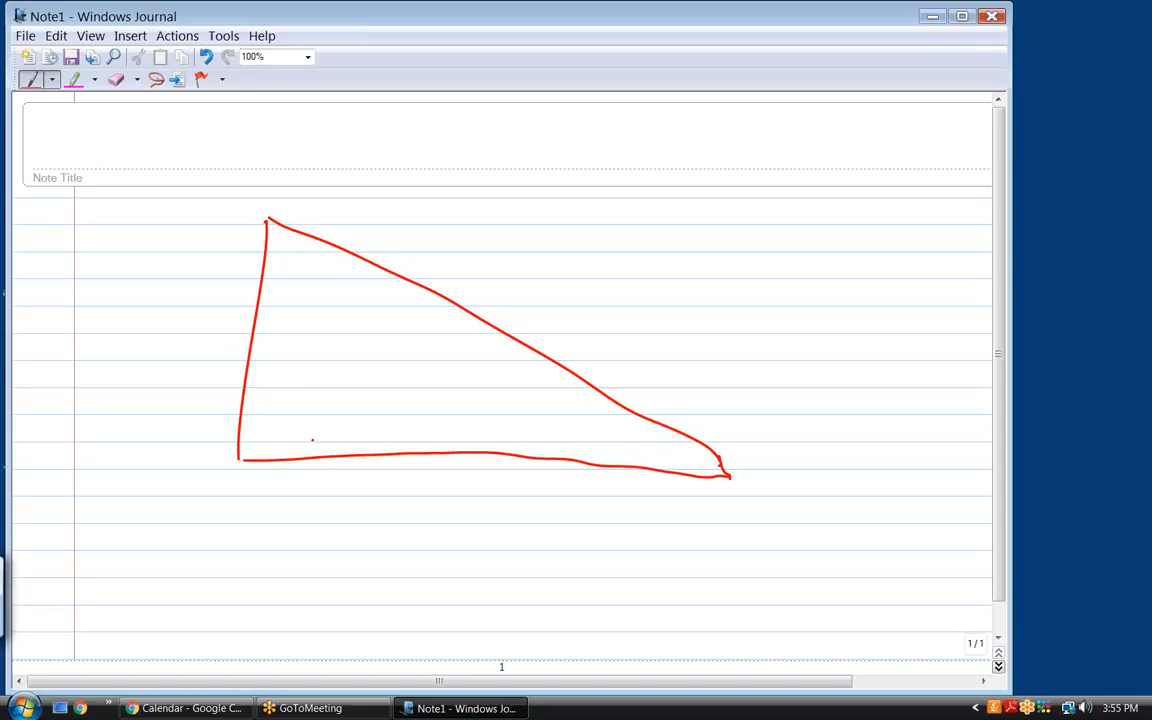 Note1 - Windows Journal
File Edit View Insert Actions Tools Help
100%
Note Title
1/1
1
Calendar - Google C...
GoToMeeting
Note1 - Windows Jo...
3:55 PM